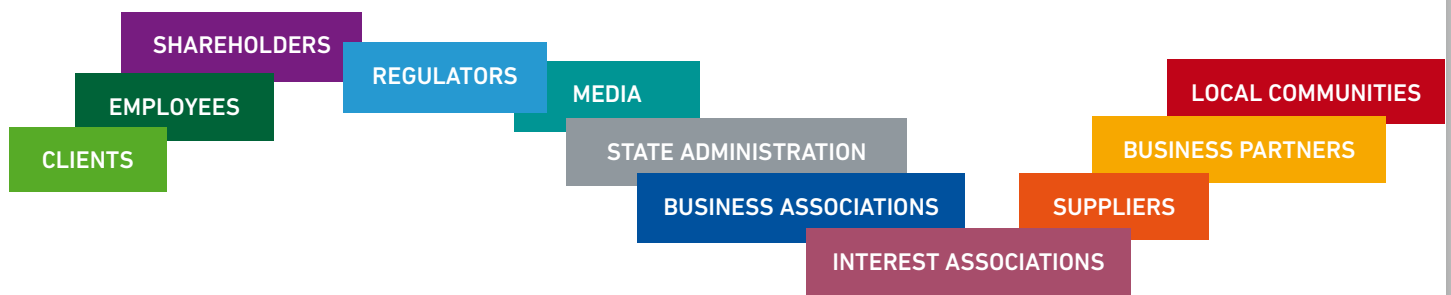 SHAREHOLDERS
REGULATORS
MEDIA
LOCAL COMMUNITIES
EMPLOYEES
CLIENTS
STATE ADMINISTRATION
BUSINESS PARTNERS
BUSINESS ASSOCIATIONS
SUPPLIERS
INTEREST ASSOCIATIONS